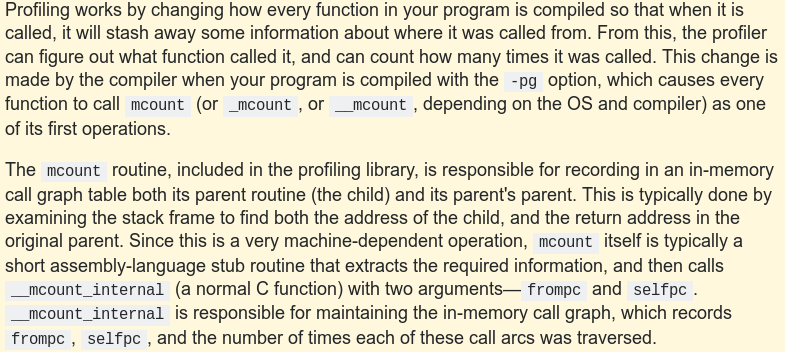 Profiling works by changing how every function in your program is compiled so that when it is
called, it will stash away some information about where it was called from. From this, the profiler
can figure out what function called it, and can count how many times it was called. This change is
made by the compiler when your program is compiled with the -pg option, which causes every
function to call mcount (or _mcount, or __mcount, depending on the OS and compiler) as one
of its first operations.
The mcount routine, included in the profiling library, is responsible for recording in an in-memory
call graph table both its parent routine (the child) and its parent's parent. This is typically done by
examining the stack frame to find both the address of the child, and the return address in the
original parent. Since this is a very machine-dependent operation, mcount itself is typically a
short assembly-language stub routine that extracts the required information, and then calls
__mcount_internal (a normal C function) with two arguments—frompc and selfpc.
__mcount_internal is responsible for maintaining the in-memory call graph, which records
frompc, selfpc, and the number of times each of these call arcs was traversed.